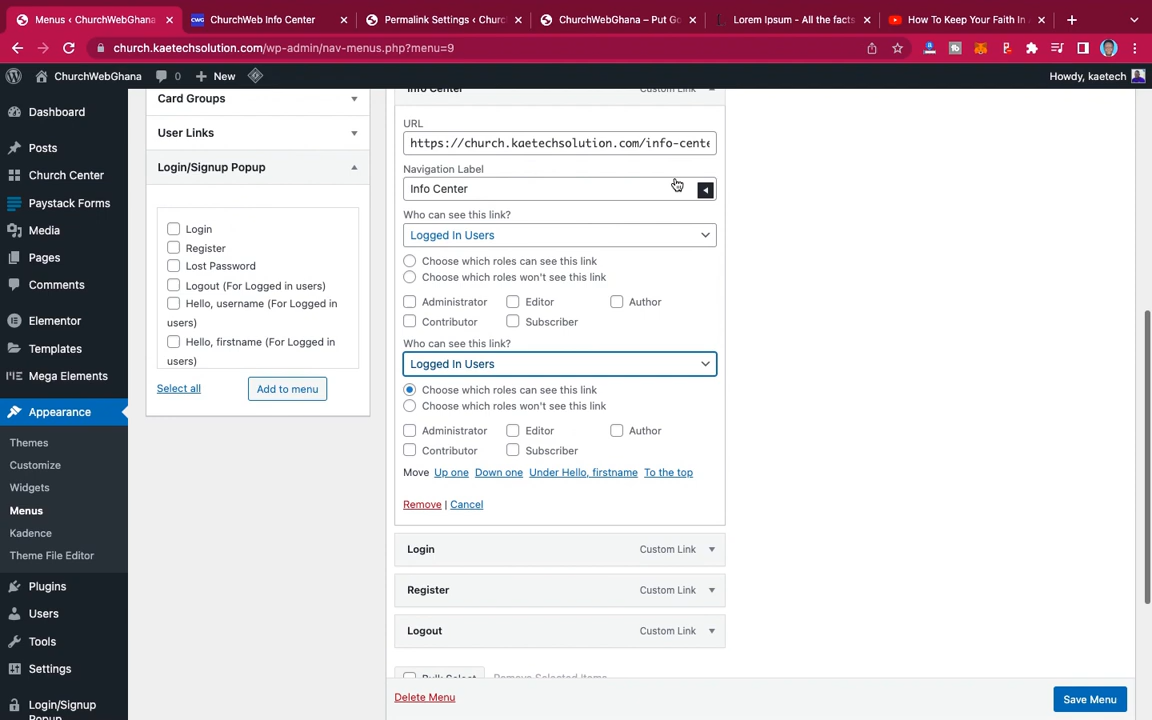 Menus ‹ ChurchWebGhana
ChurchWeb Info Center
Permalink Settings ‹ Churc
ChurchWebGhana – Put Go
Lorem Ipsum - All the facts
How To Keep Your Faith In
church.kaetechsolution.com/wp-admin/nav-menus.php?menu=9
ChurchWebGhana
0
New
Howdy, kaetech
Dashboard
Posts
Church Center
Paystack Forms
Media
Pages
Comments
Elementor
Templates
Mega Elements
Appearance
Themes
Customize
Widgets
Menus
Kadence
Theme File Editor
Plugins
Users
Tools
Settings
Login/Signup
Popup
Card Groups
User Links
Login/Signup Popup
Login
Register
Lost Password
Logout (For Logged in users)
Hello, username (For Logged in
users)
Hello, firstname (For Logged in
users)
Select all
Add to menu
Info Center
Custom Link
URL
https://church.kaetechsolution.com/info-cente
Navigation Label
Info Center
Who can see this link?
Logged In Users
Choose which roles can see this link
Choose which roles won't see this link
Administrator Editor Author
Contributor Subscriber
Who can see this link?
Logged In Users
Choose which roles can see this link
Choose which roles won't see this link
Administrator Editor Author
Contributor Subscriber
Move Up one Down one Under Hello, firstname To the top
Remove | Cancel
Login Custom Link
Register Custom Link
Logout Custom Link
Bulk Select Remove Selected Items
Delete Menu
Save Menu